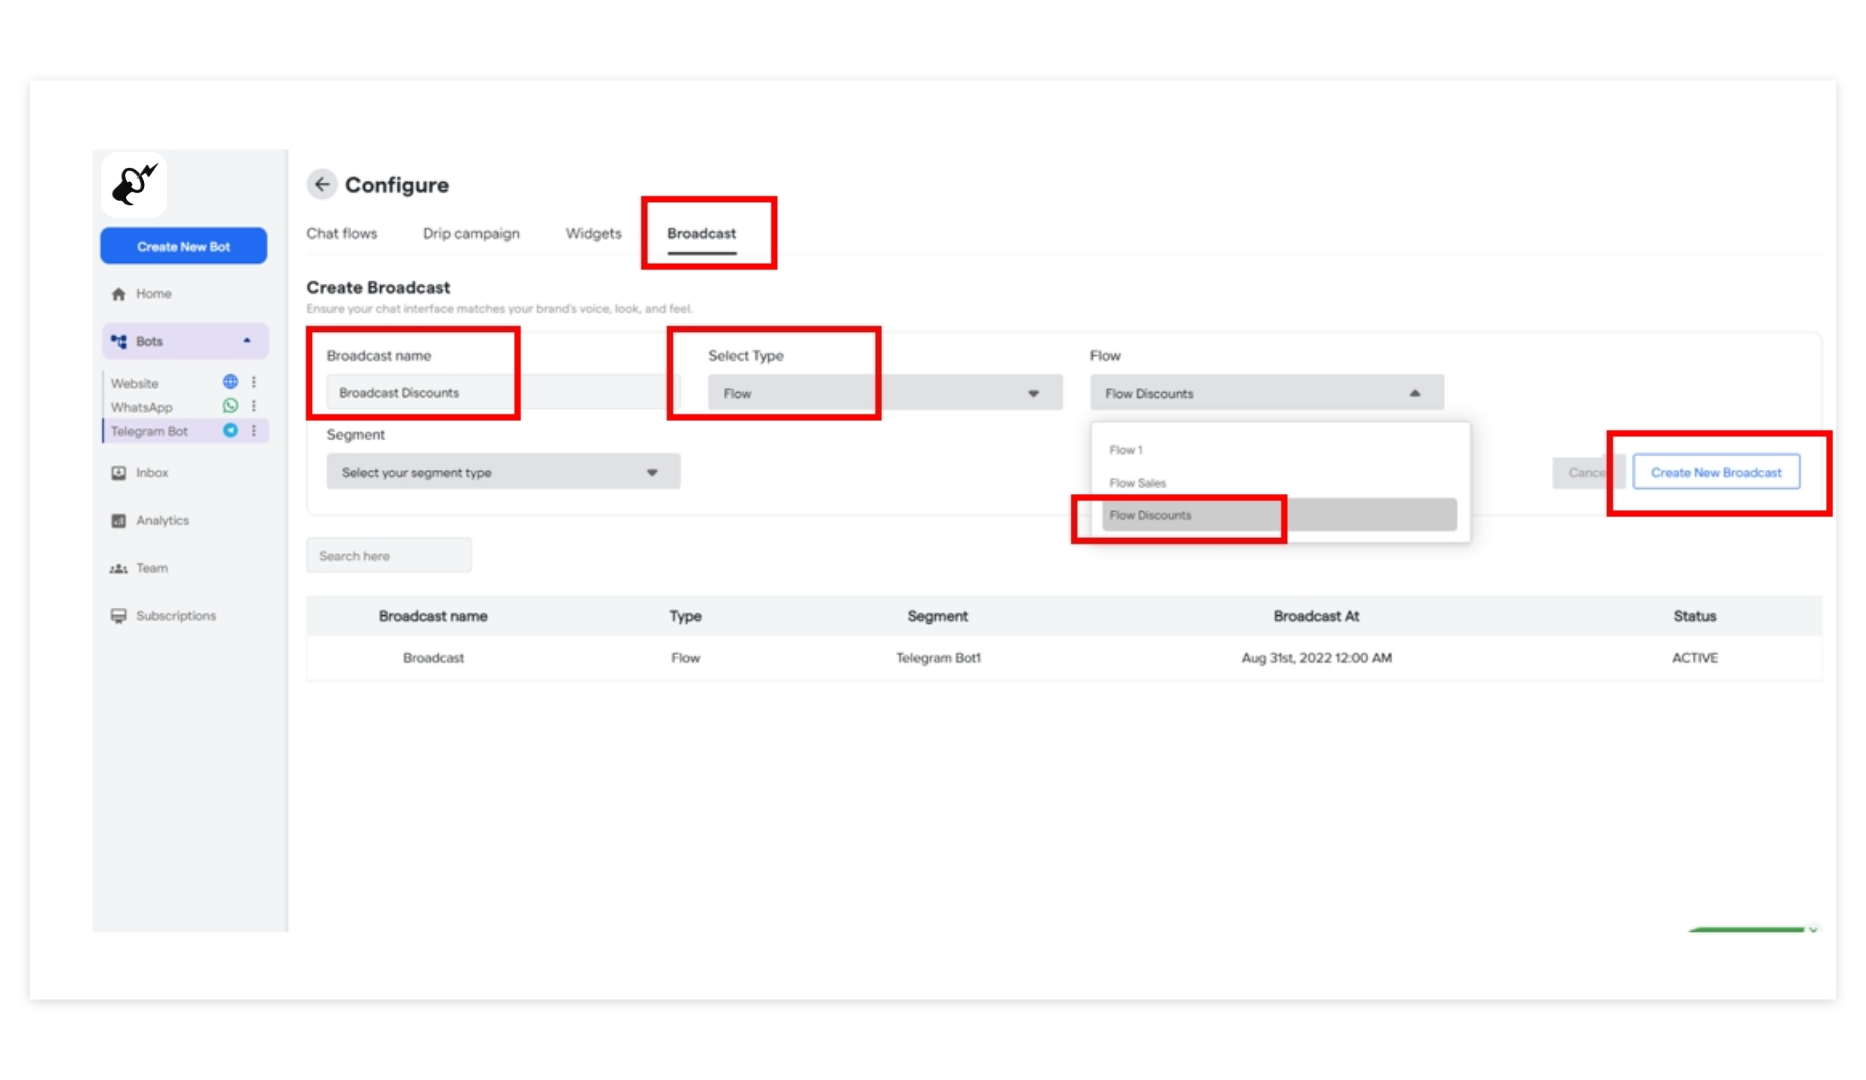 Configure
Create New Bot
Home
Bots
Website
WhatsApp
Telegram Bot
Inbox
Analytics
Team
Subscriptions
Chat flows Drip campaign Widgets Broadcast
Create Broadcast
Ensure your chat interface matches your brand's voice, look, and feel.
Broadcast name Select Type Flow
Broadcast Discounts Flow Flow Discounts
Segment
Select your segment type
Flow 1
Flow Sales
Flow Discounts
Cance Create New Broadcast
Search here
Broadcast name Type Segment Broadcast At Status
Broadcast Flow Telegram Bot1 Aug 31st, 2022 12:00 AM ACTIVE